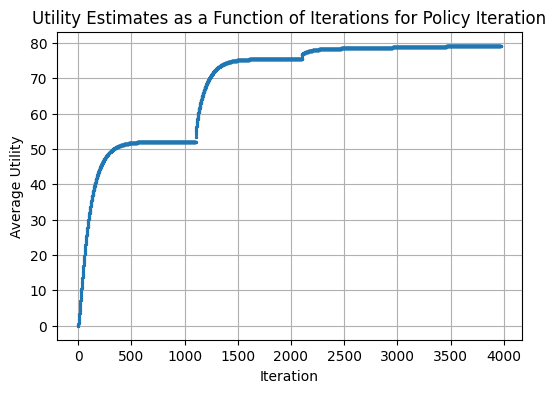 Utility Estimates as a Function of Iterations for Policy Iteration
80
70
60
50
40
30
20
10
0
Average Utility
0 500 1000 1500 2000 2500 3000 3500 4000
Iteration